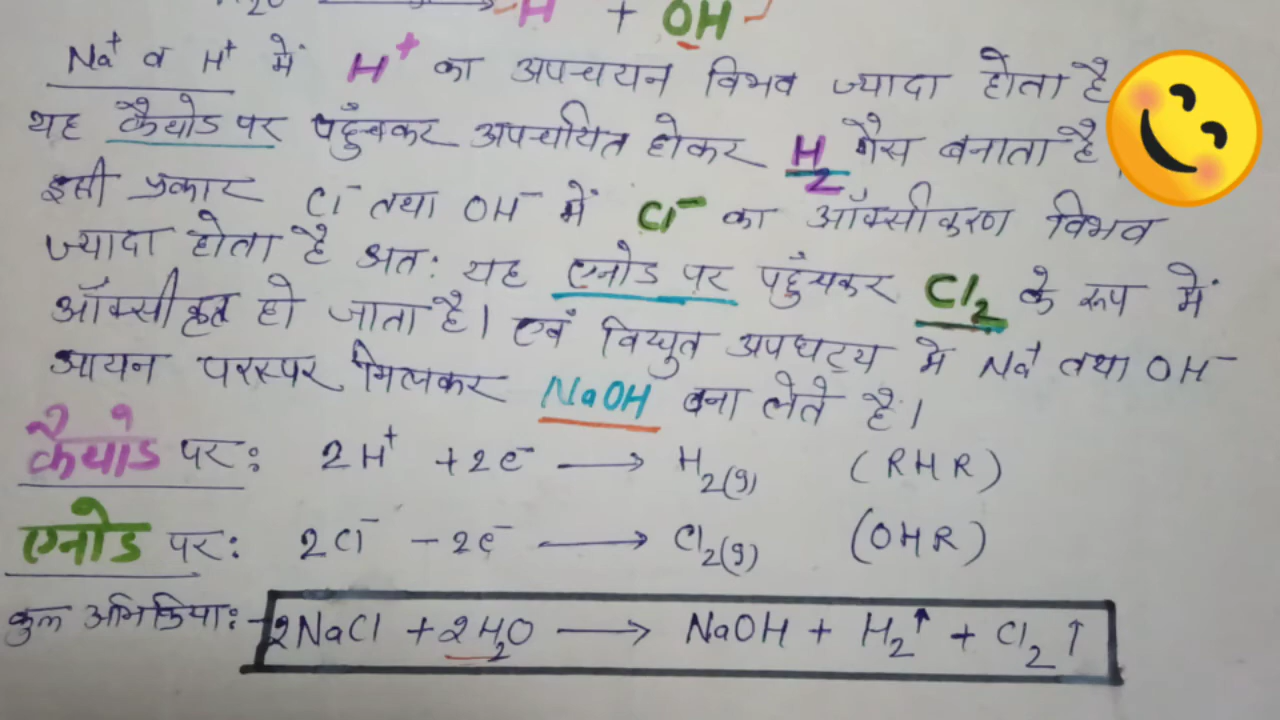 H + OH
Na⁺ व H⁺ में H⁺ का अपचयन विभव ज्यादा होता है
यह कैथोड पर पहुँचकर अपचयित होकर H₂ गैस बनाता है।
इसी प्रकार Cl⁻ तथा OH⁻ में Cl⁻ का ऑक्सीकरण विभव
ज्यादा होता है अत: यह एनोड पर पहुँचकर Cl₂ के रूप में
ऑक्सीकृत हो जाता है। एवं विद्युत अपघट्य में Na⁺ तथा OH⁻
आयन परस्पर मिलकर NaOH बना लेते है।
कैथोड पर: 2H⁺ + 2e⁻ → H₂(g) (RHR)
एनोड पर: 2Cl⁻ - 2e⁻ → Cl₂(g) (OHR)
कुल अभिक्रिया:- 2NaCl + 2H₂O → NaOH + H₂↑ + Cl₂↑